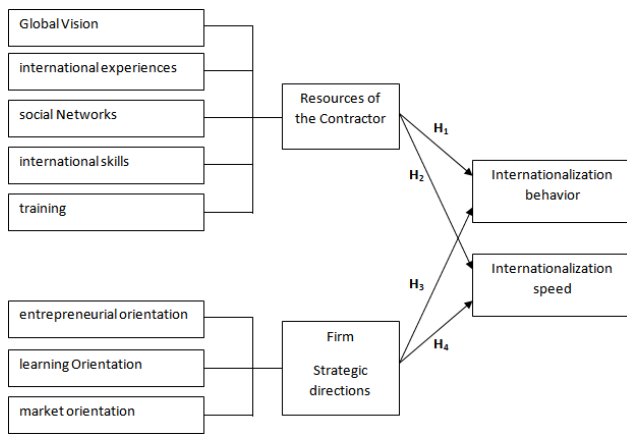 Global Vision
international experiences
social Networks
international skills
training
Resources of
the Contractor
H₁
H₂
Internationalization
behavior
Internationalization
speed
H₃
H₄
entrepreneurial orientation
learning Orientation
market orientation
Firm
Strategic
directions